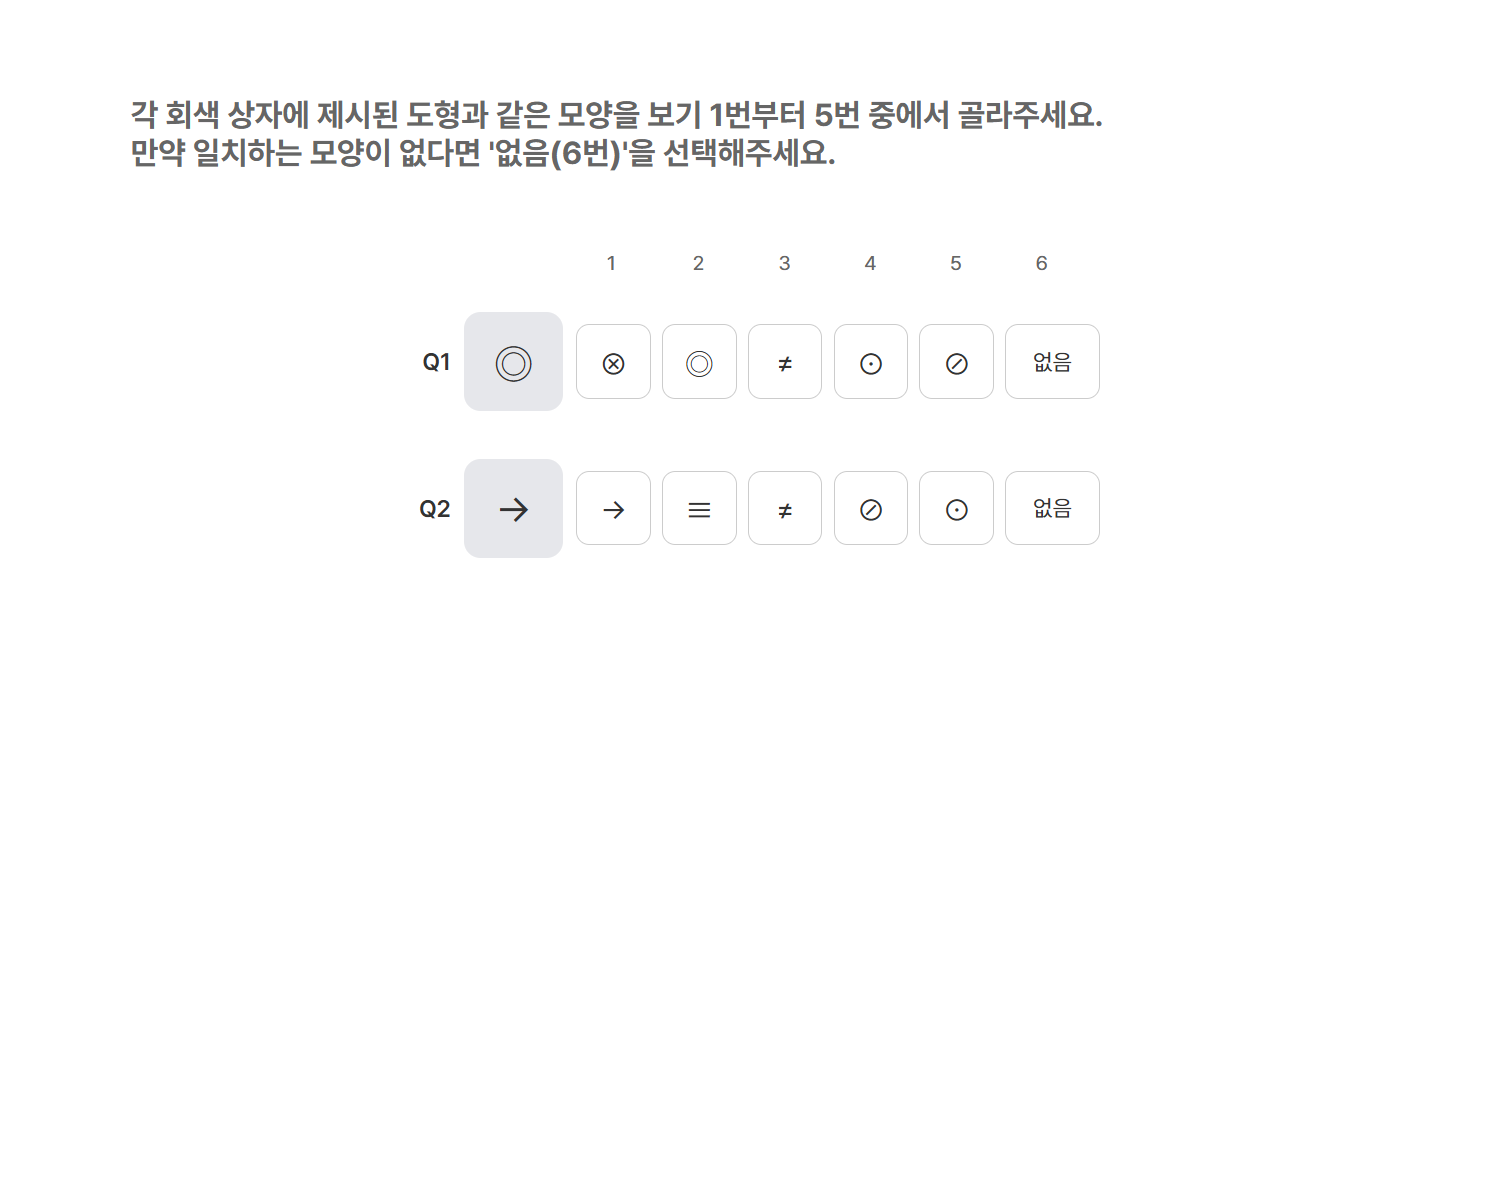 각 회색 상자에 제시된 도형과 같은 모양을 보기 1번부터 5번 중에서 골라주세요.
만약 일치하는 모양이 없다면 '없음(6번)'을 선택해주세요.
1 2 3 4 5 6
Q1 ◎ ⊗ ◎ ≠ ⊙ ⊘ 없음
Q2 → → ≡ ≠ ⊘ ⊙ 없음